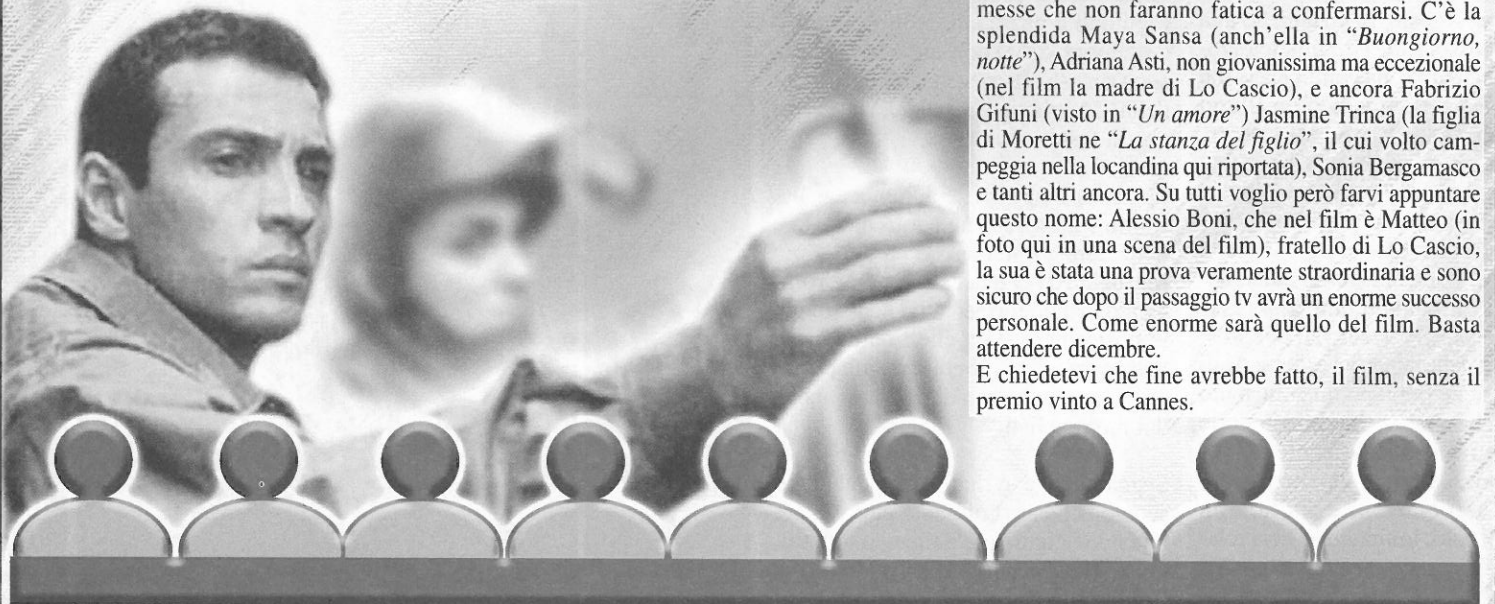 messe che non faranno fatica a confermarsi. C'è la
splendida Maya Sansa (anch'ella in "Buongiorno,
notte"), Adriana Asti, non giovanissima ma eccezionale
(nel film la madre di Lo Cascio), e ancora Fabrizio
Gifuni (visto in "Un amore") Jasmine Trinca (la figlia
di Moretti ne "La stanza del figlio", il cui volto cam-
peggia nella locandina qui riportata), Sonia Bergamasco
e tanti altri ancora. Su tutti voglio però farvi appuntare
questo nome: Alessio Boni, che nel film è Matteo (in
foto qui in una scena del film), fratello di Lo Cascio,
la sua è stata una prova veramente straordinaria e sono
sicuro che dopo il passaggio tv avrà un enorme successo
personale. Come enorme sarà quello del film. Basta
attendere dicembre.
E chiedetevi che fine avrebbe fatto, il film, senza il
premio vinto a Cannes.